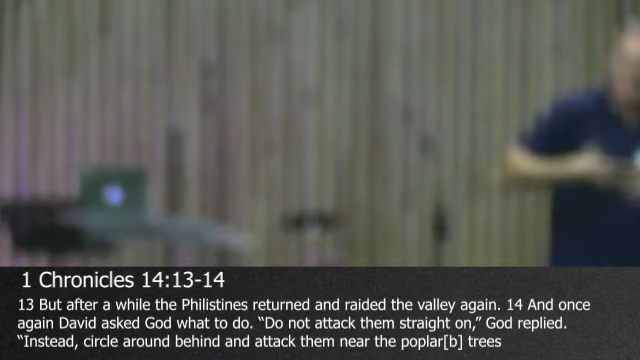 1 Chronicles 14:13-14
13 But after a while the Philistines returned and raided the valley again. 14 And once
again David asked God what to do. “Do not attack them straight on,” God replied.
“Instead, circle around behind and attack them near the poplar[b] trees